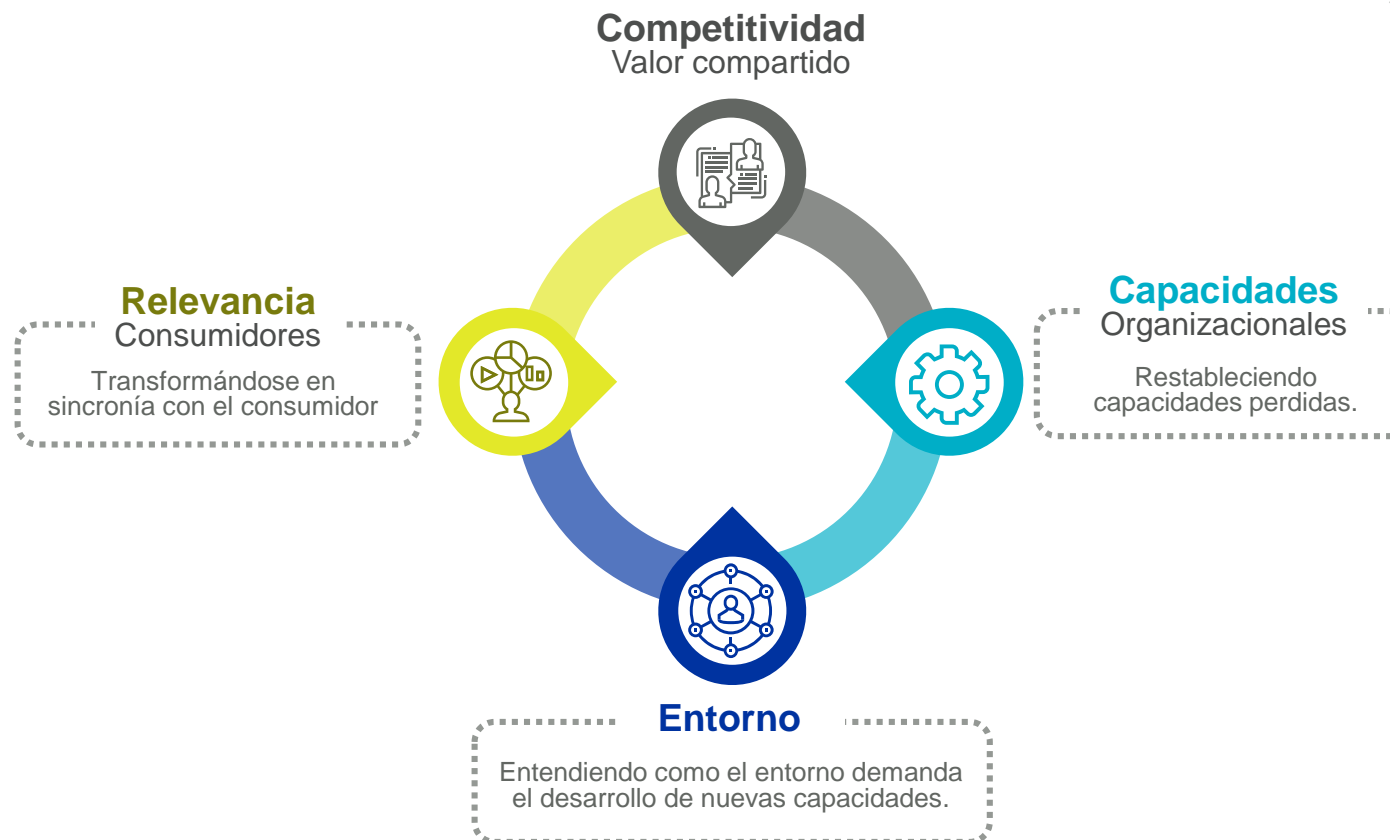 Competitividad
Valor compartido
Relevancia
Consumidores
Transformándose en
sincronía con el consumidor
Capacidades
Organizacionales
Restableciendo
capacidades perdidas.
Entorno
Entendiendo como el entorno demanda
el desarrollo de nuevas capacidades.